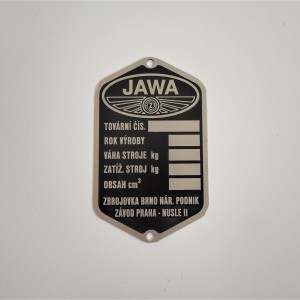 JAWA
TOVÁRNÍ ČÍS.
ROK VÝROBY
VÁHA STROJE kg
ZATÍŽ. STROJ kg
OBSAH cm³
ZBROJOVKA BRNO NÁR. PODNIK
ZÁVOD PRAHA - NUSLE II